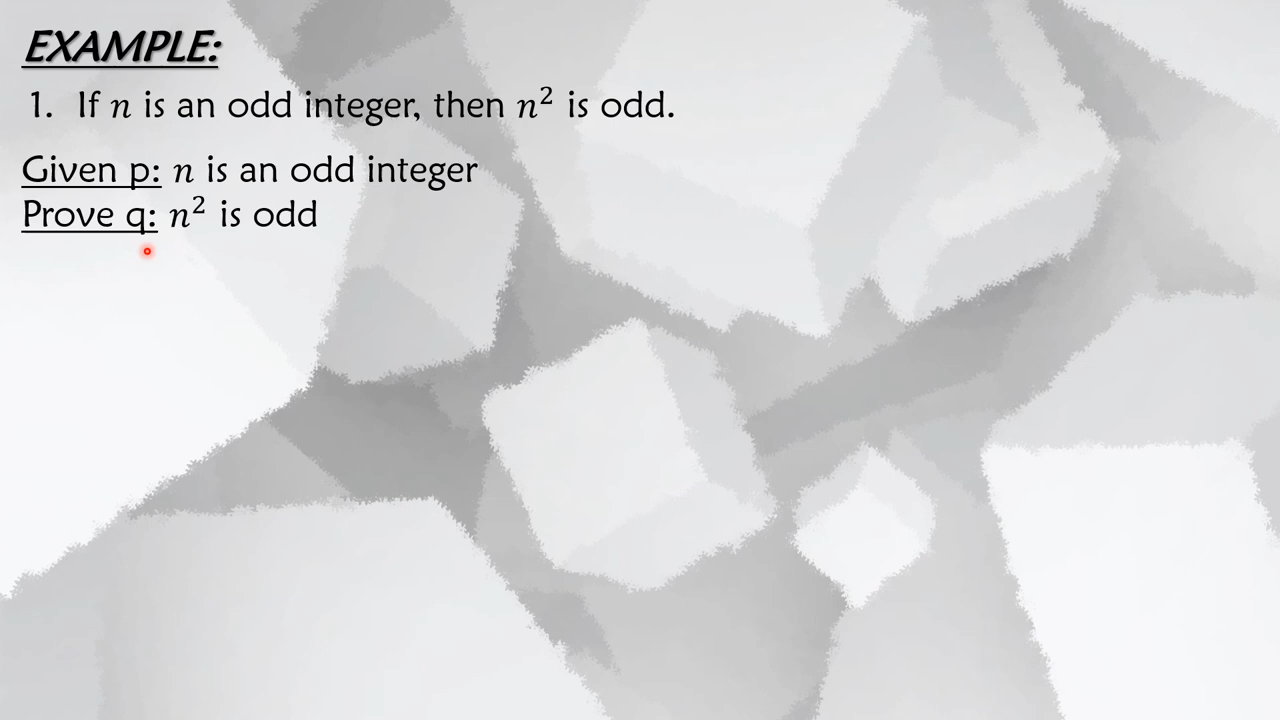 EXAMPLE:
1. If n is an odd integer, then n² is odd.
Given p: n is an odd integer
Prove q: n² is odd